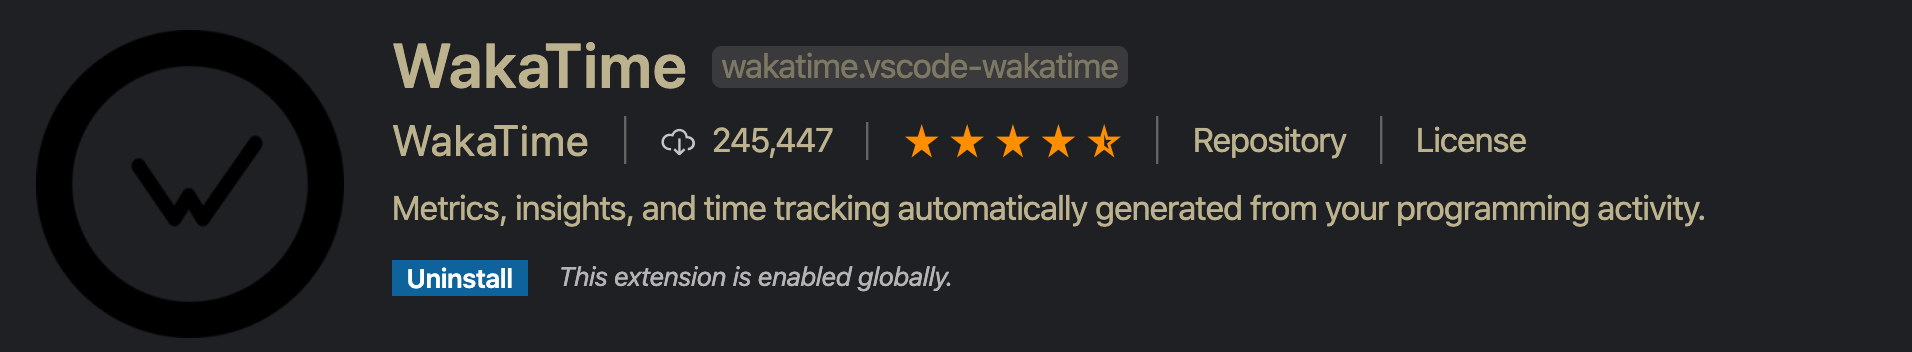 WakaTime wakatime.vscode-wakatime
WakaTime 245,447 Repository License
Metrics, insights, and time tracking automatically generated from your programming activity.
Uninstall This extension is enabled globally.